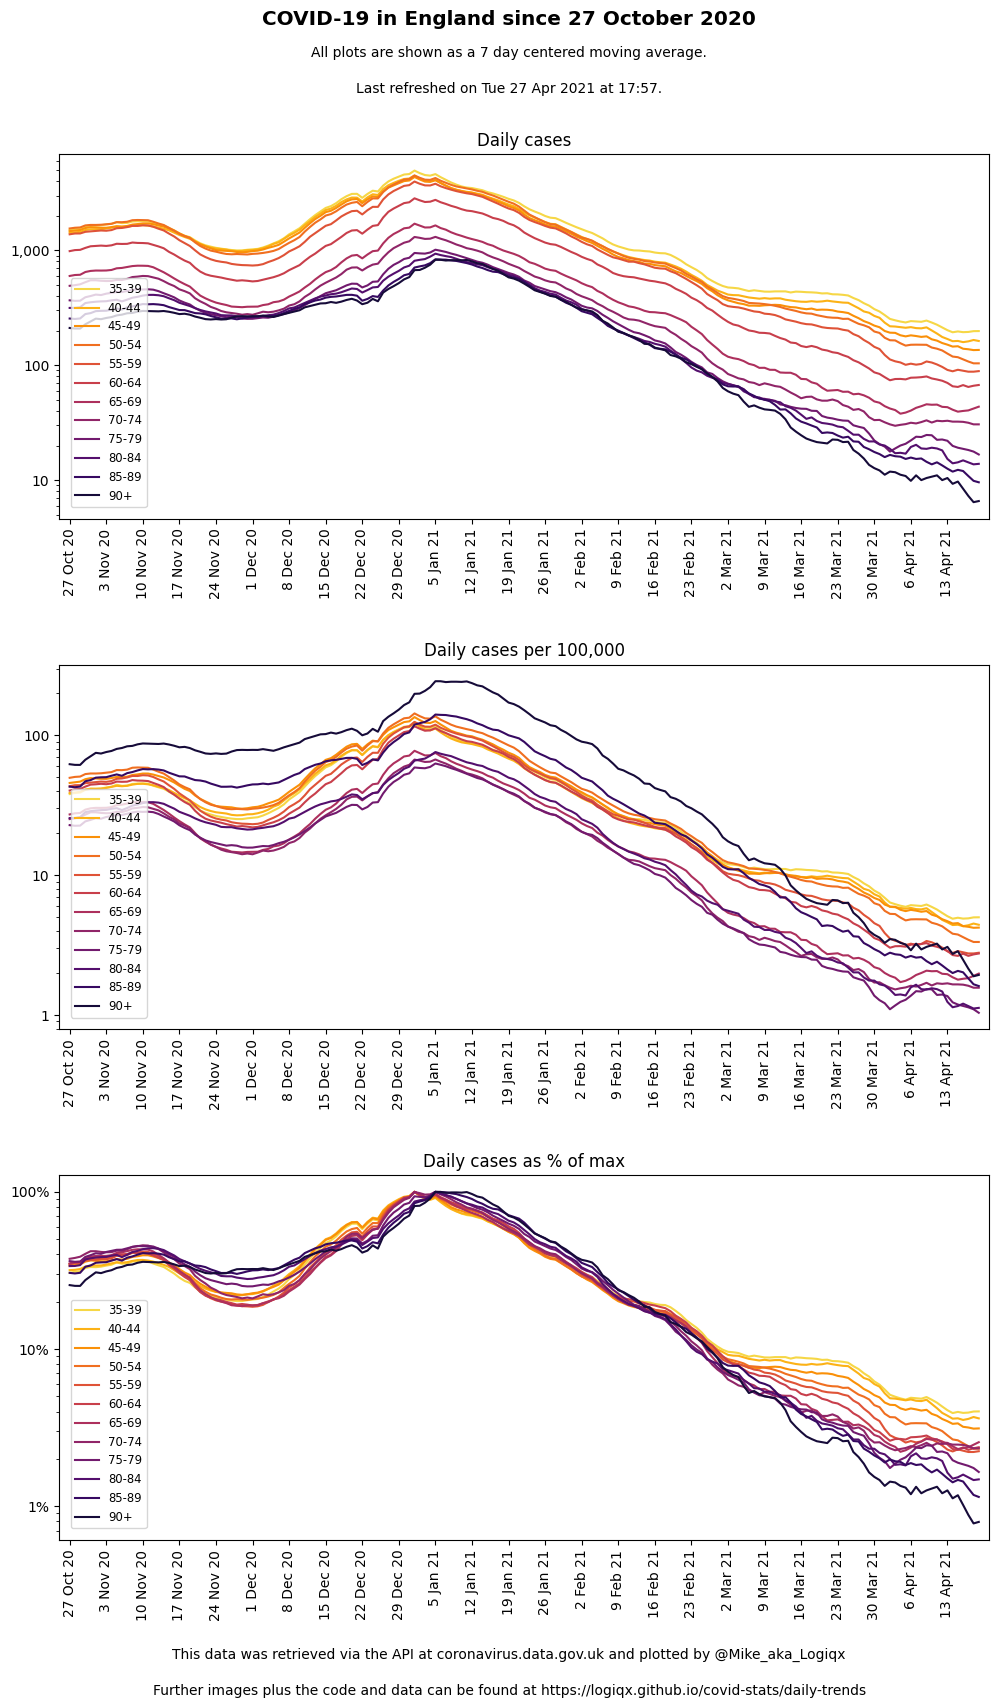 COVID-19 in England since 27 October 2020
All plots are shown as a 7 day centered moving average.
Last refreshed on Tue 27 Apr 2021 at 17:57.
Daily cases
1,000
100
10
35-39
40-44
45-49
50-54
55-59
60-64
65-69
70-74
75-79
80-84
85-89
90+
27 Oct 20
3 Nov 20
10 Nov 20
17 Nov 20
24 Nov 20
1 Dec 20
8 Dec 20
15 Dec 20
22 Dec 20
29 Dec 20
5 Jan 21
12 Jan 21
19 Jan 21
26 Jan 21
2 Feb 21
9 Feb 21
16 Feb 21
23 Feb 21
2 Mar 21
9 Mar 21
16 Mar 21
23 Mar 21
30 Mar 21
6 Apr 21
13 Apr 21
Daily cases per 100,000
100
10
1
35-39
40-44
45-49
50-54
55-59
60-64
65-69
70-74
75-79
80-84
85-89
90+
27 Oct 20
3 Nov 20
10 Nov 20
17 Nov 20
24 Nov 20
1 Dec 20
8 Dec 20
15 Dec 20
22 Dec 20
29 Dec 20
5 Jan 21
12 Jan 21
19 Jan 21
26 Jan 21
2 Feb 21
9 Feb 21
16 Feb 21
23 Feb 21
2 Mar 21
9 Mar 21
16 Mar 21
23 Mar 21
30 Mar 21
6 Apr 21
13 Apr 21
Daily cases as % of max
100%
10%
1%
35-39
40-44
45-49
50-54
55-59
60-64
65-69
70-74
75-79
80-84
85-89
90+
27 Oct 20
3 Nov 20
10 Nov 20
17 Nov 20
24 Nov 20
1 Dec 20
8 Dec 20
15 Dec 20
22 Dec 20
29 Dec 20
5 Jan 21
12 Jan 21
19 Jan 21
26 Jan 21
2 Feb 21
9 Feb 21
16 Feb 21
23 Feb 21
2 Mar 21
9 Mar 21
16 Mar 21
23 Mar 21
30 Mar 21
6 Apr 21
13 Apr 21
This data was retrieved via the API at coronavirus.data.gov.uk and plotted by @Mike_aka_Logiqx
Further images plus the code and data can be found at https://logiqx.github.io/covid-stats/daily-trends